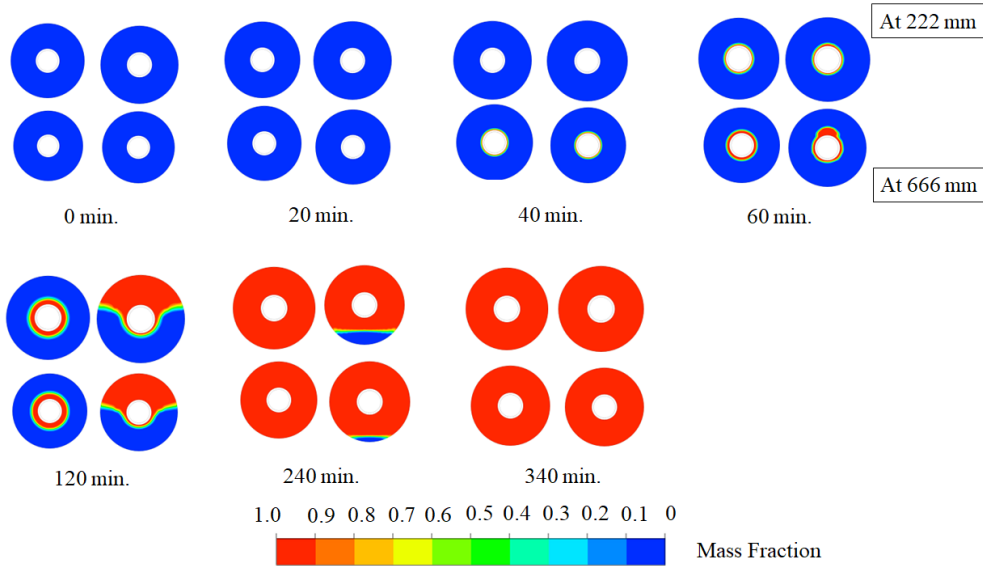 At 222 mm
At 666 mm
0 min.
20 min.
40 min.
60 min.
120 min.
240 min.
340 min.
1.0 0.9 0.8 0.7 0.6 0.5 0.4 0.3 0.2 0.1 0
Mass Fraction